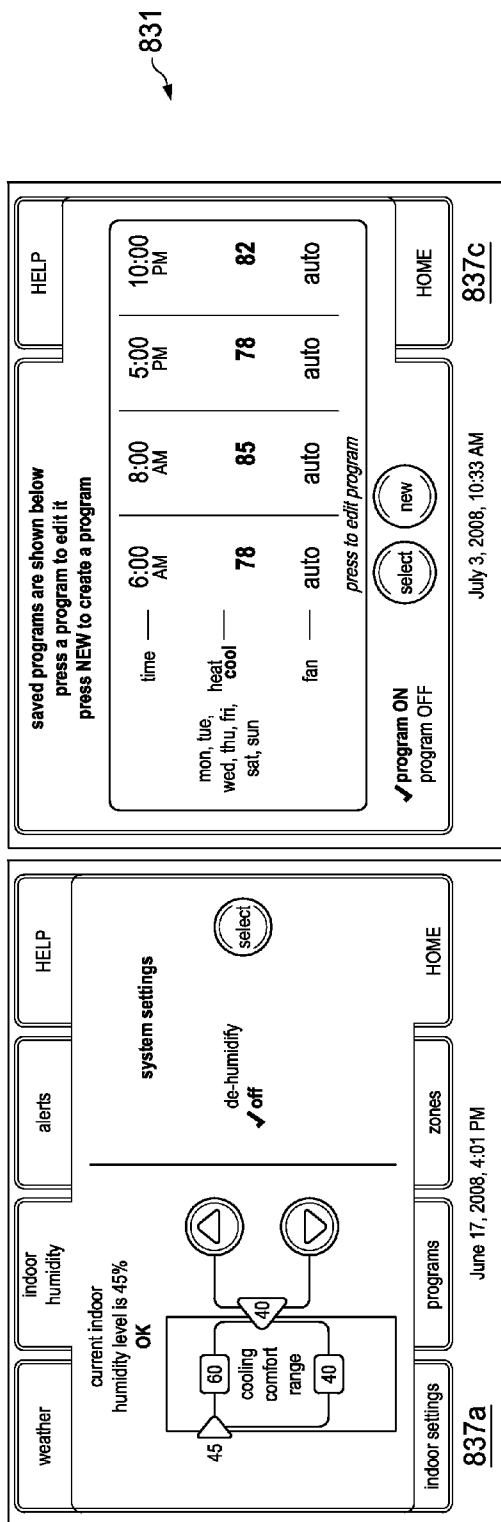 831
weather
indoor
humidity
alerts
HELP
current indoor
humidity level is 45%
OK
45
60
cooling
comfort
range
40
40
system settings
de-humidify
✔ off
select
indoor settings
programs
zones
HOME
June 17, 2008, 4:01 PM
837a
HELP
saved programs are shown below
press a program to edit it
press NEW to create a program
time — 6:00 AM 8:00 AM 5:00 PM 10:00 PM
mon, tue,
wed, thu, fri,
sat, sun
heat
cool — 78 85 78 82
fan — auto auto auto auto
press to edit program
✔ program ON
program OFF
select
new
HOME
July 3, 2008, 10:33 AM
837c